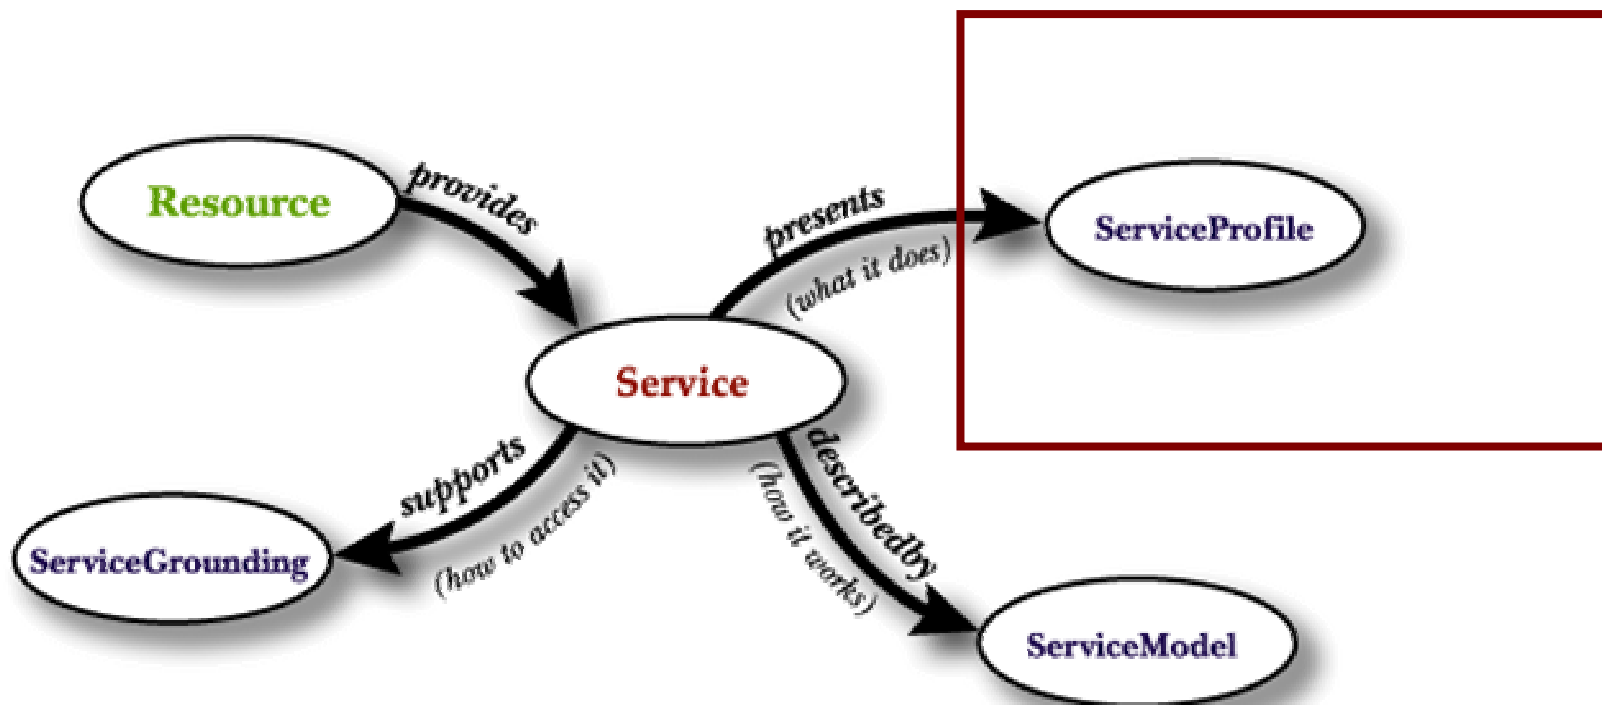 Resource
provides
presents
(what it does)
ServiceProfile
Service
supports
(how to access it)
describedby
(how it works)
ServiceGrounding
ServiceModel